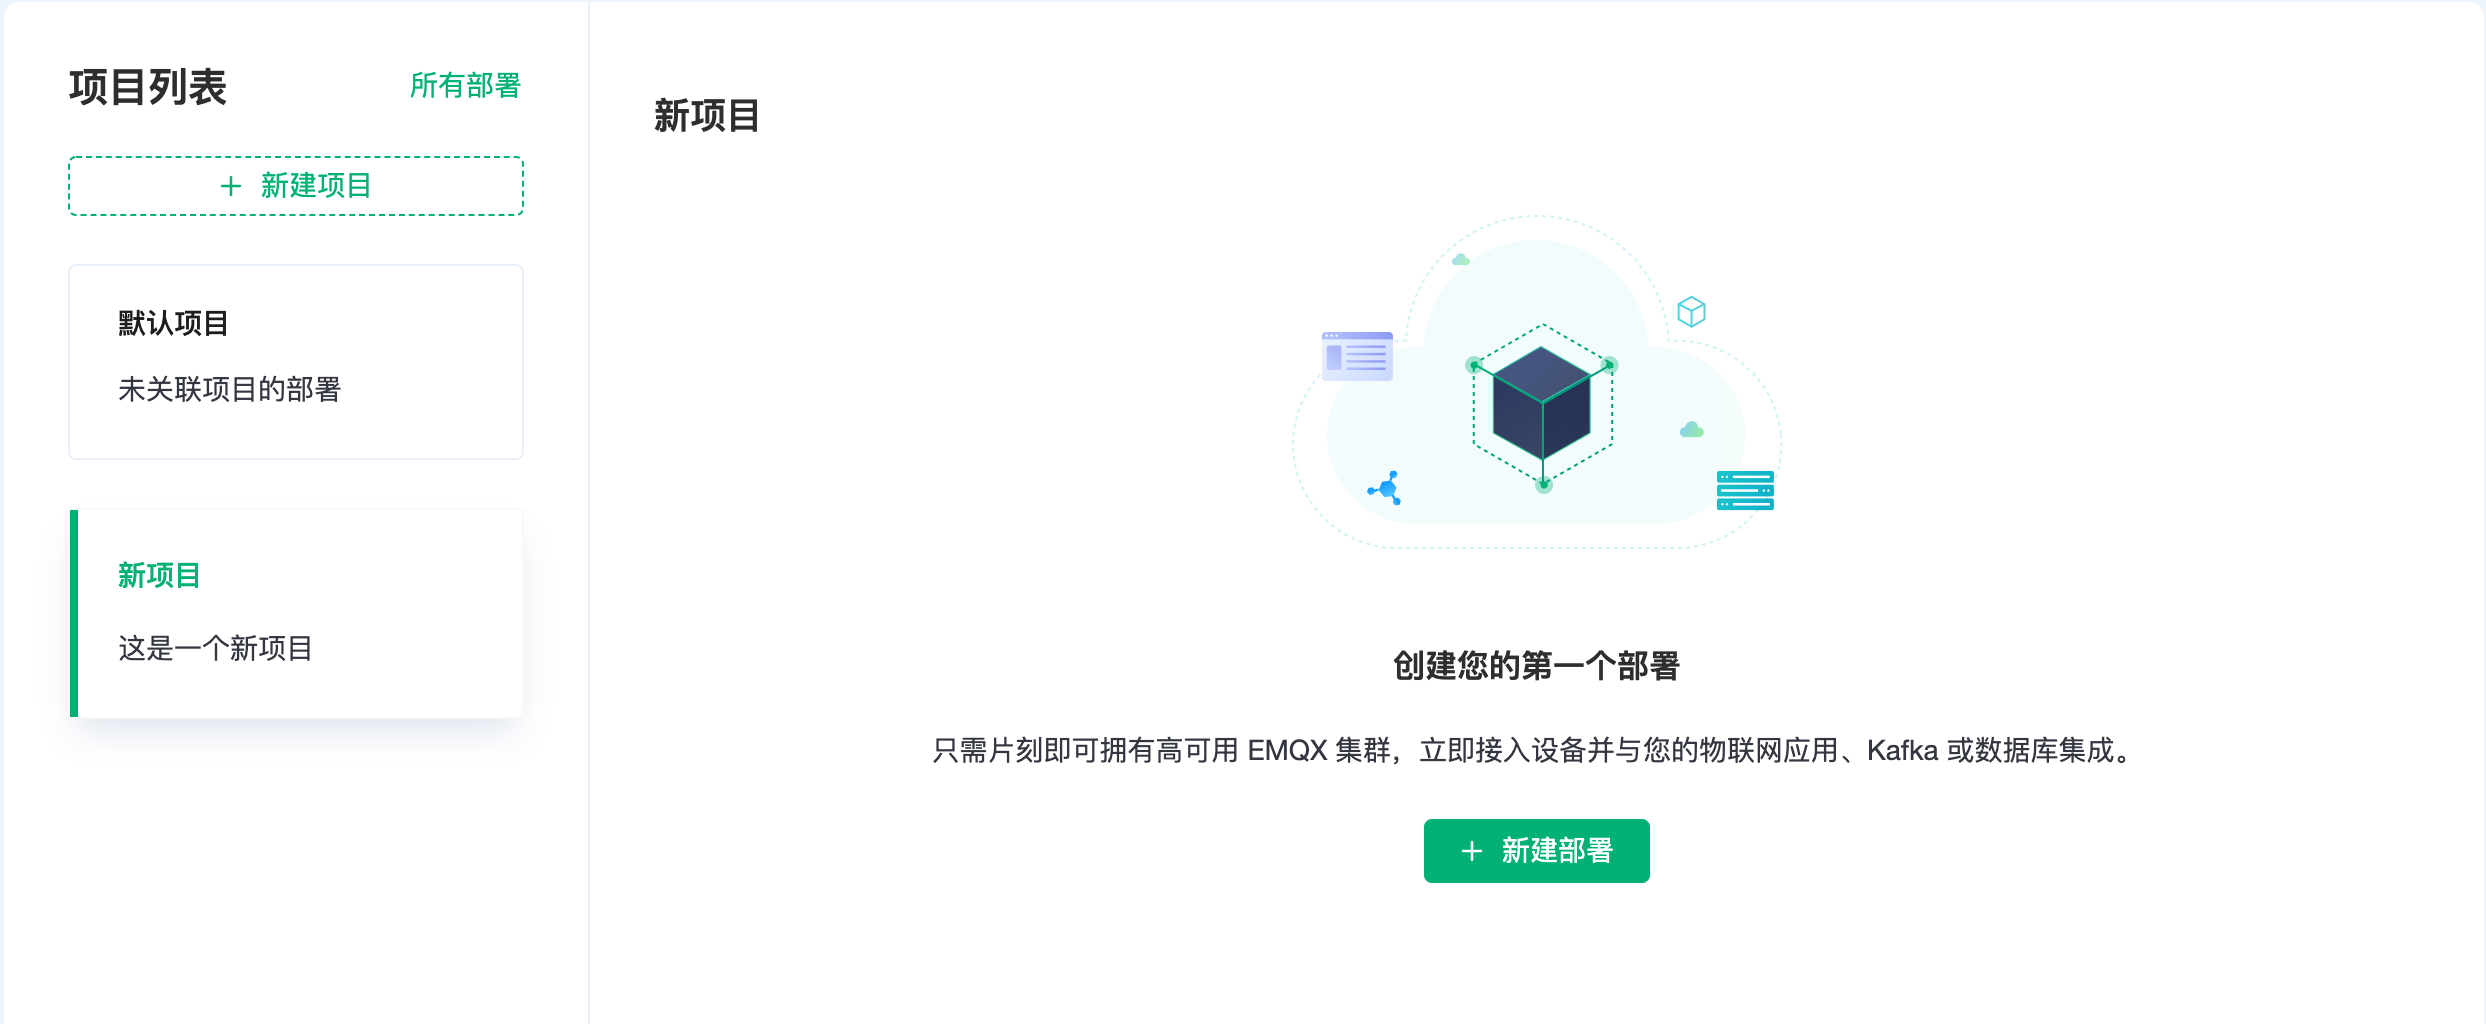 项目列表
所有部署
+ 新建项目
默认项目
未关联项目的部署
新项目
这是一个新项目
新项目
创建您的第一个部署
只需片刻即可拥有高可用 EMQX 集群，立即接入设备并与您的物联网应用、Kafka 或数据库集成。
+ 新建部署